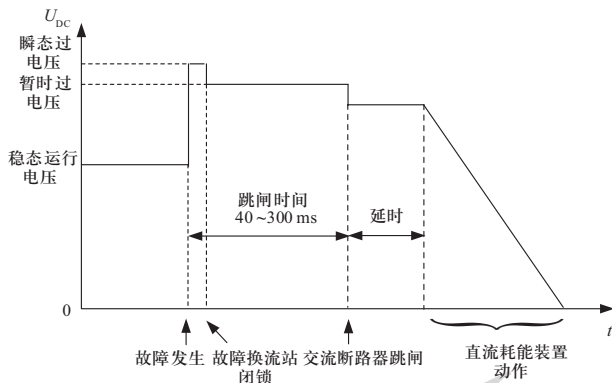 U_DC
瞬态过
电压
暂时过
电压
稳态运行
电压
跳闸时间
40~300 ms
延时
0
t
故障发生
故障换流站
闭锁
交流断路器跳闸
直流耗能装置
动作